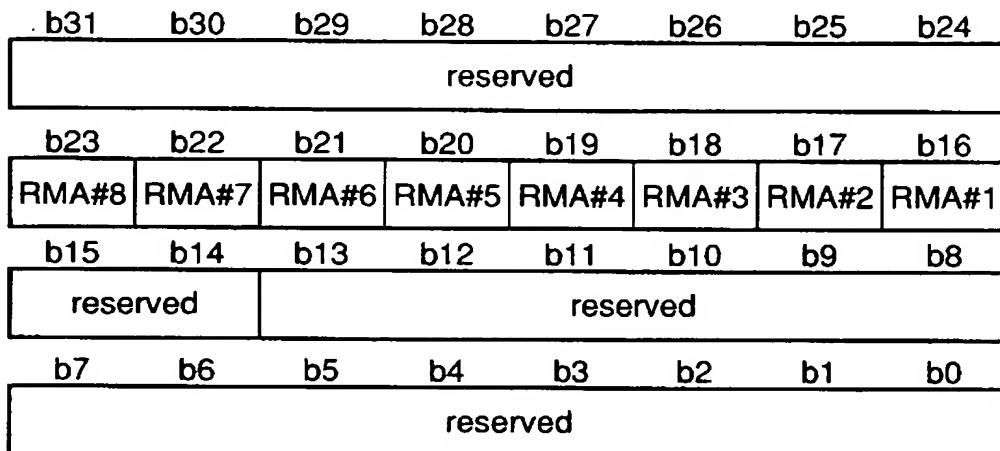 b31 b30 b29 b28 b27 b26 b25 b24
reserved
b23 b22 b21 b20 b19 b18 b17 b16
RMA#8 RMA#7 RMA#6 RMA#5 RMA#4 RMA#3 RMA#2 RMA#1
b15 b14 b13 b12 b11 b10 b9 b8
reserved reserved
b7 b6 b5 b4 b3 b2 b1 b0
reserved